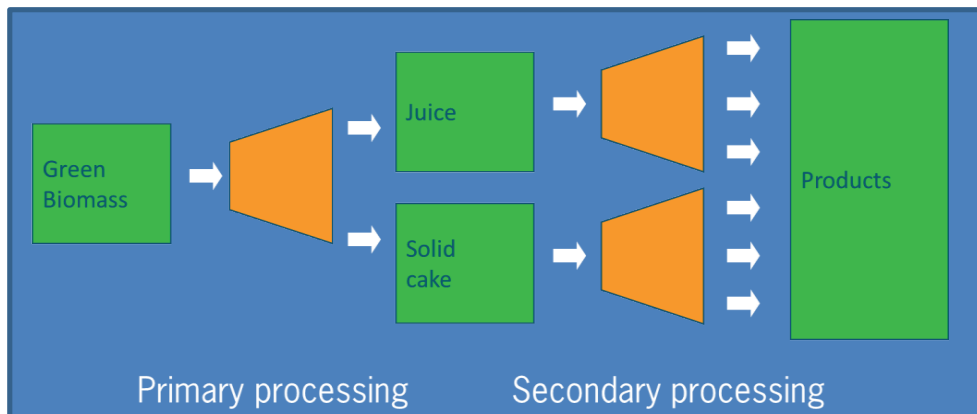 Green
Biomass
Juice
Solid
cake
Products
Primary processing
Secondary processing